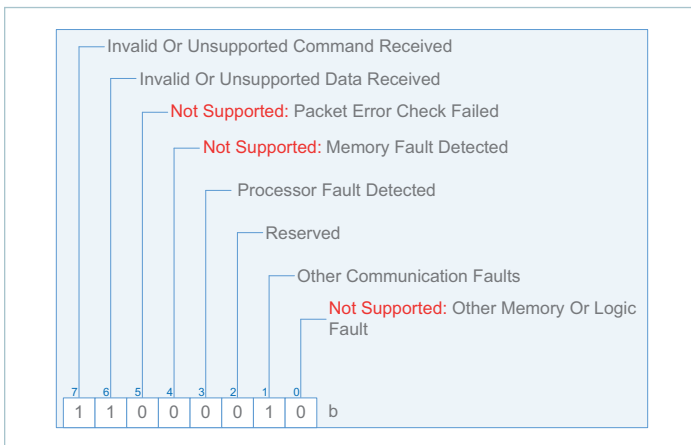 Invalid Or Unsupported Command Received
Invalid Or Unsupported Data Received
Not Supported: Packet Error Check Failed
Not Supported: Memory Fault Detected
Processor Fault Detected
Reserved
Other Communication Faults
Not Supported: Other Memory Or Logic
Fault
7 6 5 4 3 2 1 0
1 1 0 0 0 0 1 0 b